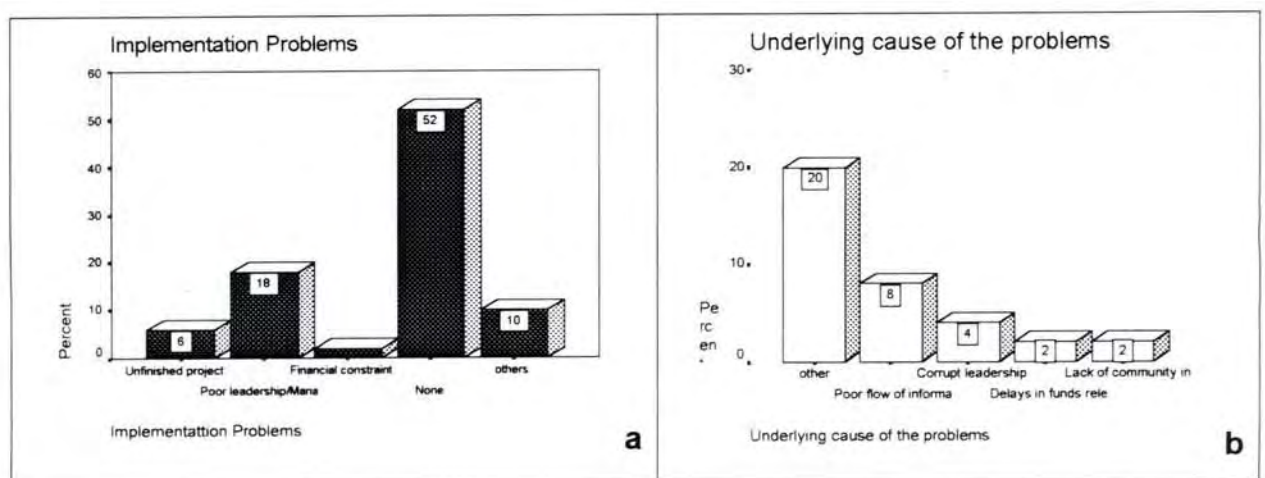 Implementation Problems
60
50
40
30
20
10
0
Percent
6
18
52
10
Unfinished project
Financial constraint
others
Poor leadership/Mana
None
Implementattion Problems
a
Underlying cause of the problems
30
20
10
0
Pe
rc
en
20
8
4
2
2
other
Corrupt leadership
Lack of community in
Poor flow of informa
Delays in funds rele
Underlying cause of the problems
b